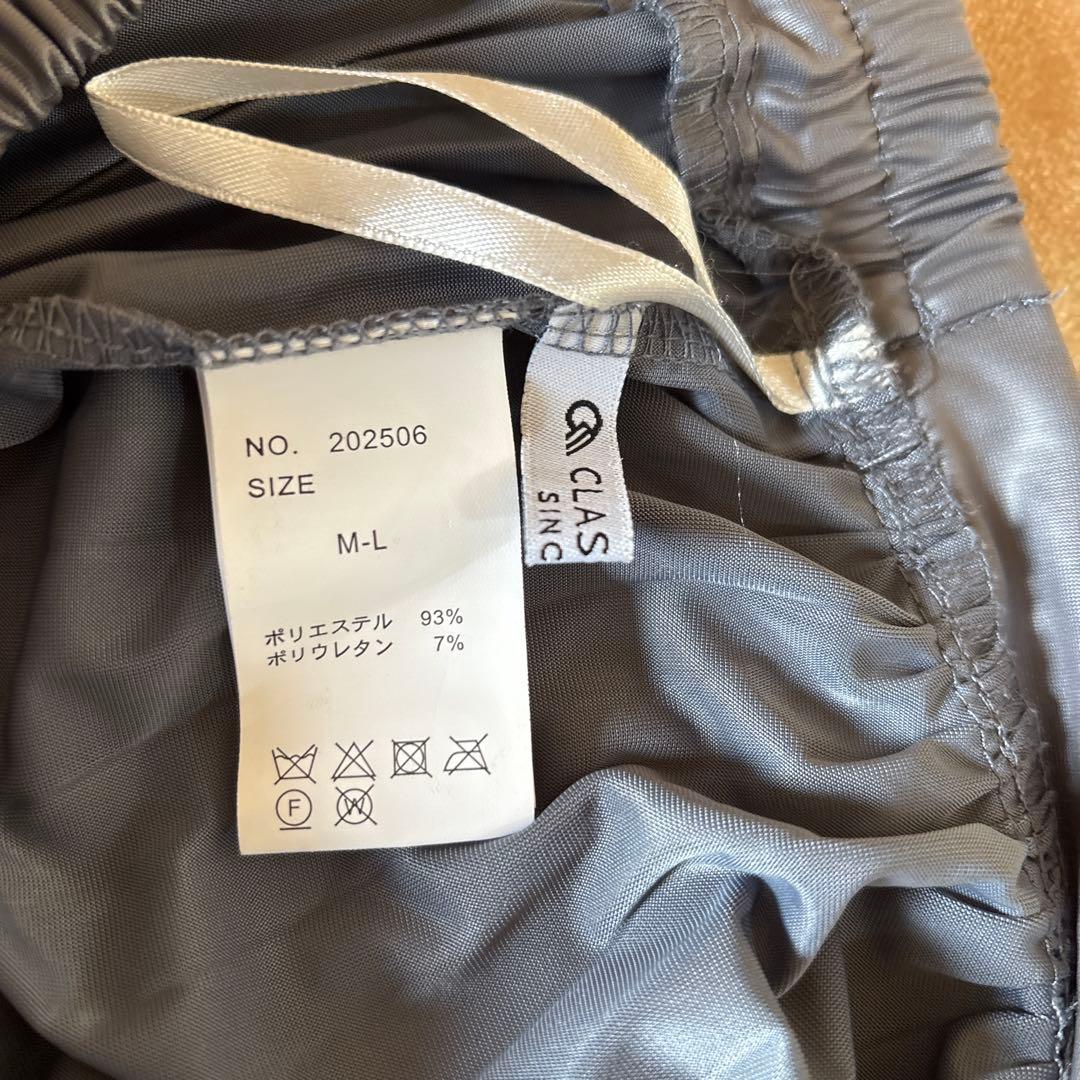 NO. 202506
SIZE
M-L
ポリエステル 93%
ポリウレタン 7%
F
W
CLAS
SINC